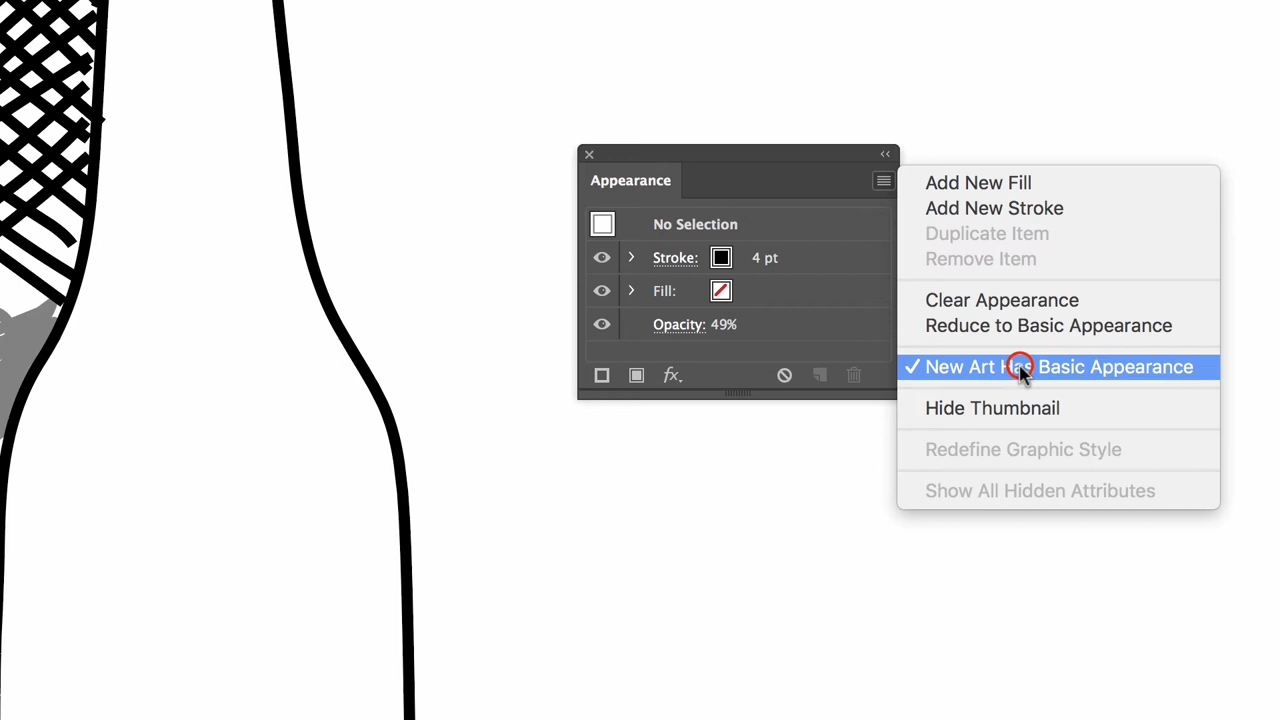 Appearance
No Selection
Stroke: 4 pt
Fill:
Opacity: 49%
fx
Add New Fill
Add New Stroke
Duplicate Item
Remove Item
Clear Appearance
Reduce to Basic Appearance
✓ New Art Has Basic Appearance
Hide Thumbnail
Redefine Graphic Style
Show All Hidden Attributes